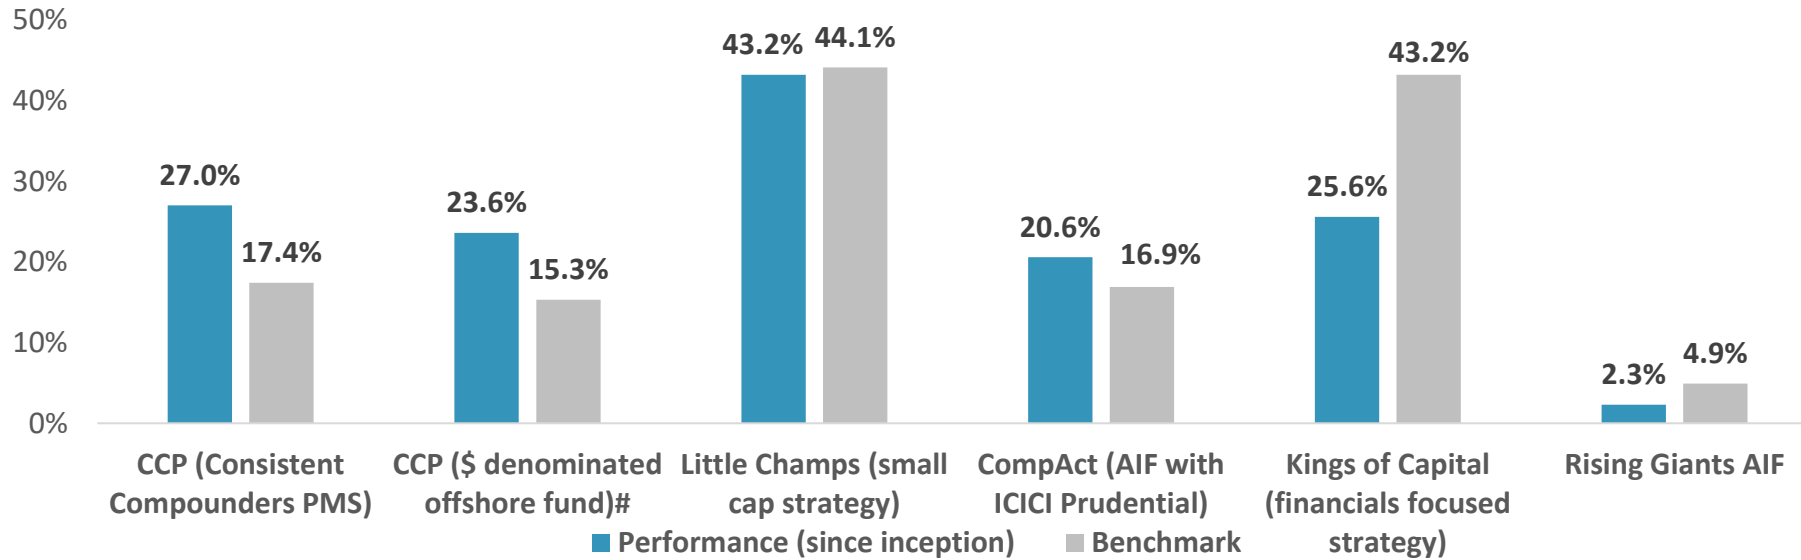 50%
40%
30%
20%
10%
0%
27.0%
17.4%
23.6%
15.3%
43.2%
44.1%
20.6%
16.9%
25.6%
43.2%
2.3%
4.9%
CCP (Consistent
Compounders PMS)
CCP ($ denominated
offshore fund)#
Little Champs (small
cap strategy)
CompAct (AIF with
ICICI Prudential)
Kings of Capital
(financials focused
strategy)
Rising Giants AIF
Performance (since inception)
Benchmark